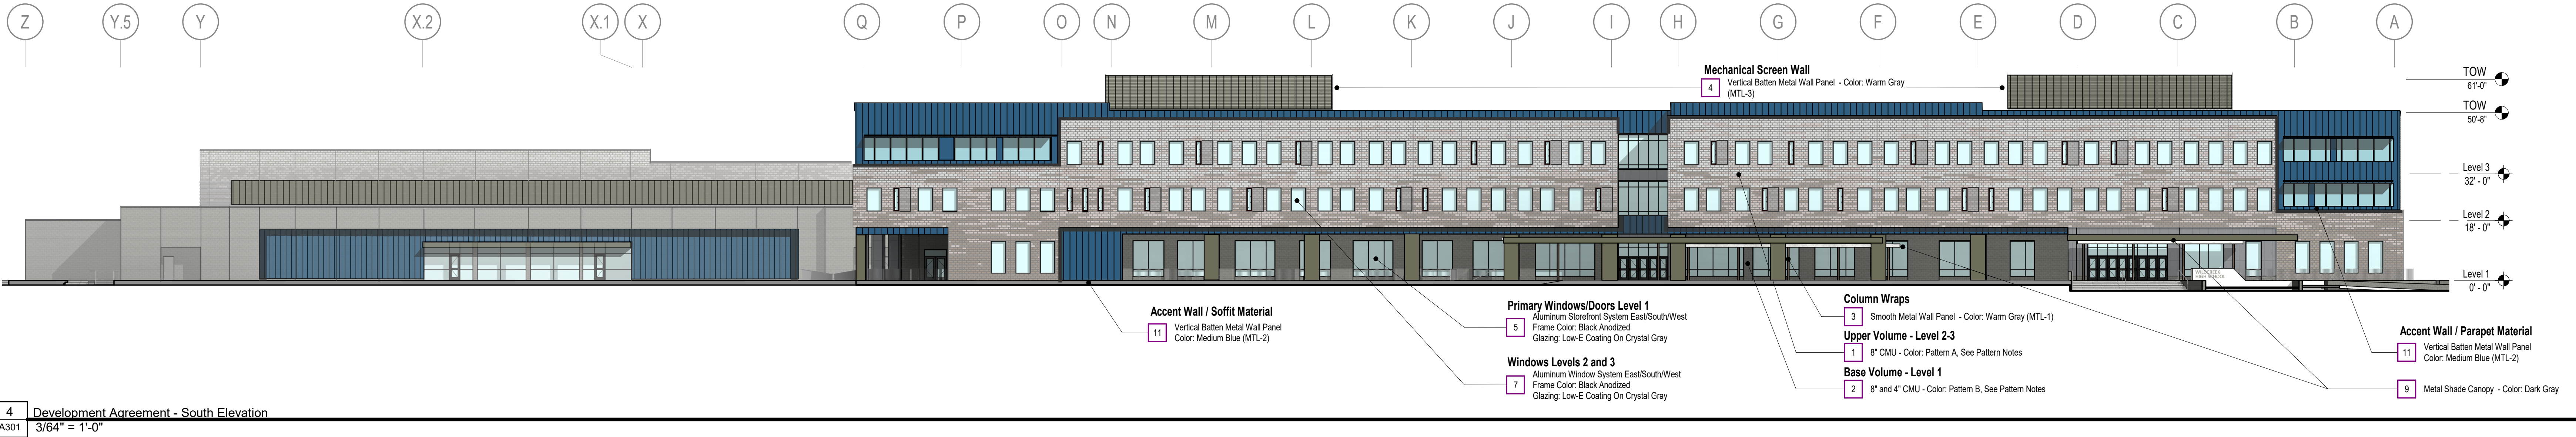 Z Y.5 Y X.2 X.1 X Q P O N M L K J I H G F E D C B A
Mechanical Screen Wall
4 Vertical Batten Metal Wall Panel - Color: Warm Gray
(MTL-3)
TOW
61'-0"
TOW
50'-8"
Level 3
32' - 0"
Level 2
18' - 0"
Level 1
0' - 0"
WILLCREEK
HIGH SCHOOL
Accent Wall / Soffit Material
11 Vertical Batten Metal Wall Panel
Color: Medium Blue (MTL-2)
Primary Windows/Doors Level 1
5 Aluminum Storefront System East/South/West
Frame Color: Black Anodized
Glazing: Low-E Coating On Crystal Gray
Windows Levels 2 and 3
7 Aluminum Window System East/South/West
Frame Color: Black Anodized
Glazing: Low-E Coating On Crystal Gray
Column Wraps
3 Smooth Metal Wall Panel - Color: Warm Gray (MTL-1)
Upper Volume - Level 2-3
1 8" CMU - Color: Pattern A, See Pattern Notes
Base Volume - Level 1
2 8" and 4" CMU - Color: Pattern B, See Pattern Notes
Accent Wall / Parapet Material
11 Vertical Batten Metal Wall Panel
Color: Medium Blue (MTL-2)
9 Metal Shade Canopy - Color: Dark Gray
4 Development Agreement - South Elevation
A301 3/64" = 1'-0"